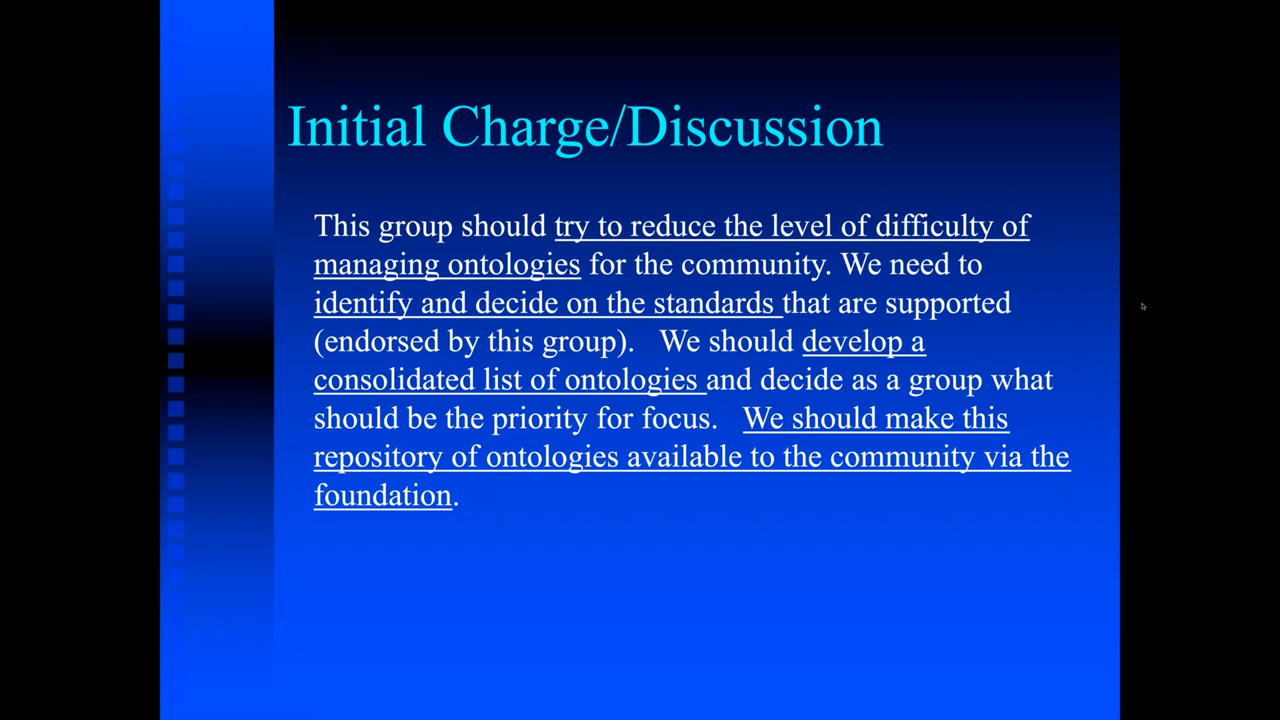 Initial Charge/Discussion
This group should try to reduce the level of difficulty of
managing ontologies for the community. We need to
identify and decide on the standards that are supported
(endorsed by this group).   We should develop a
consolidated list of ontologies and decide as a group what
should be the priority for focus.   We should make this
repository of ontologies available to the community via the
foundation.